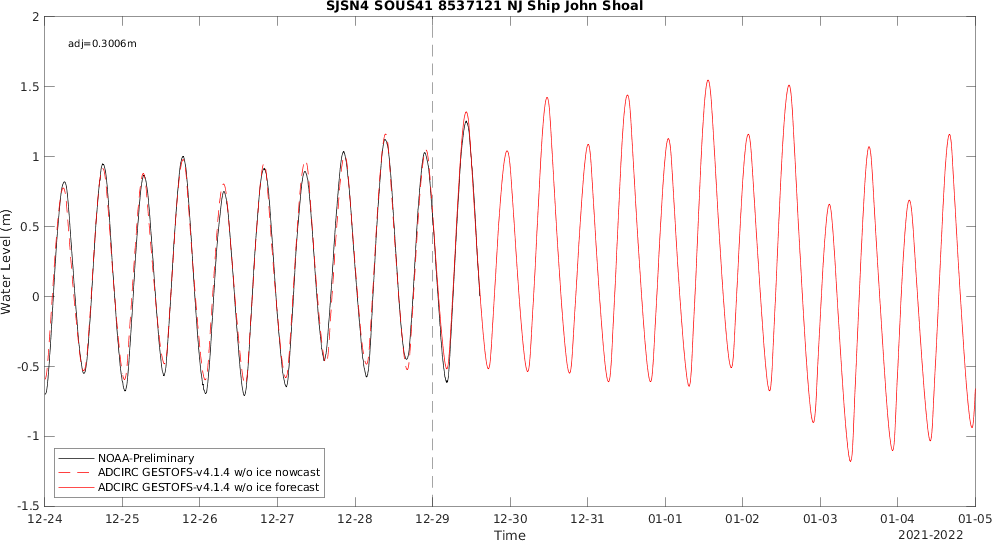 SJSN4 SOUS41 8537121 NJ Ship John Shoal
adj=0.3006m
2
1.5
1
0.5
0
-0.5
-1
-1.5
Water Level (m)
NOAA-Preliminary
ADCIRC GESTOFS-v4.1.4 w/o ice nowcast
ADCIRC GESTOFS-v4.1.4 w/o ice forecast
12-24 12-25 12-26 12-27 12-28 12-29 12-30 12-31 01-01 01-02 01-03 01-04 01-05
Time
2021-2022